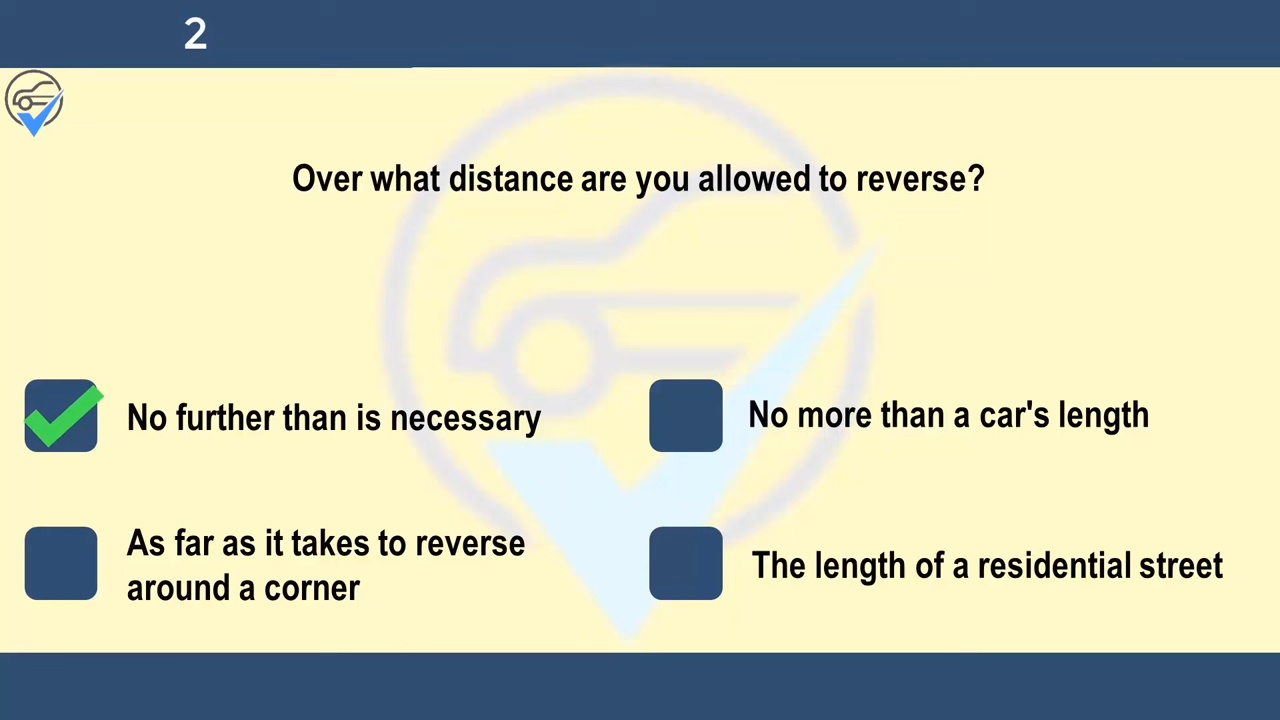 2
Over what distance are you allowed to reverse?
No further than is necessary
No more than a car's length
As far as it takes to reverse
around a corner
The length of a residential street